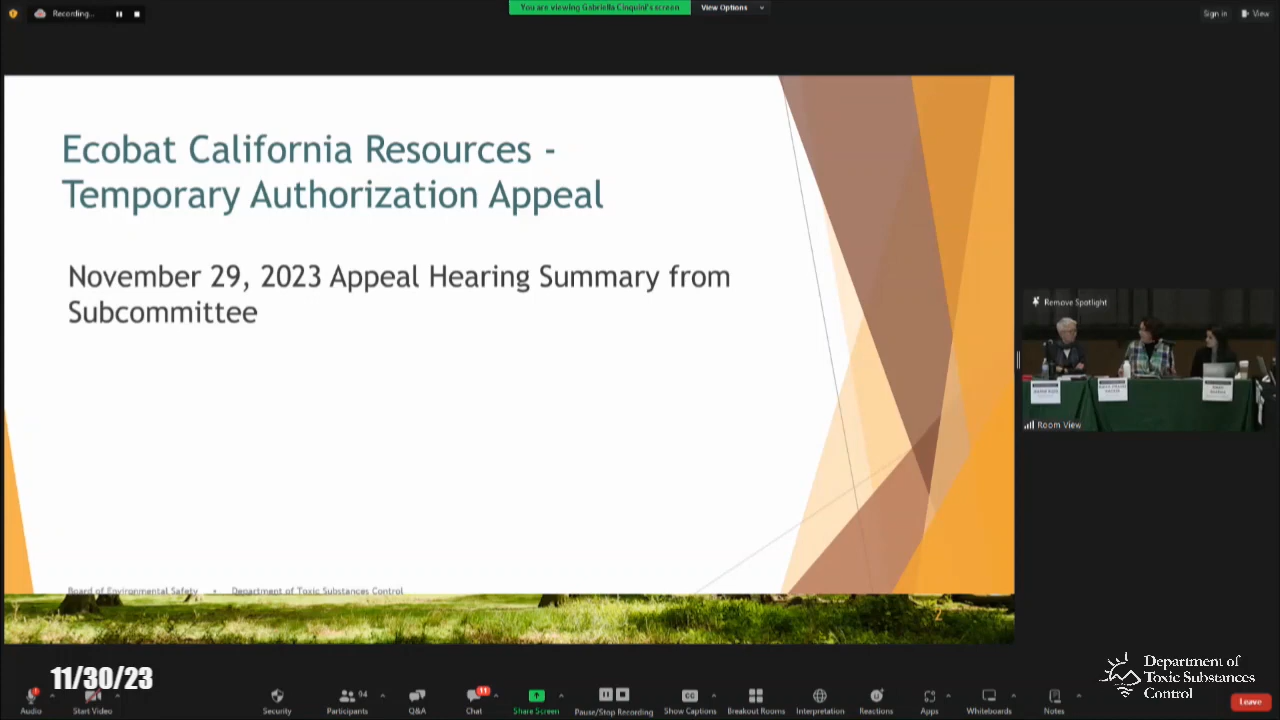 Recording...
You are viewing Gabriella Cinquini's screen
View Options
Sign in
View
Ecobat California Resources -
Temporary Authorization Appeal
November 29, 2023 Appeal Hearing Summary from
Subcommittee
Board of Environmental Safety • Department of Toxic Substances Control
2
Remove Spotlight
Room View
11/30/23
Department of
Toxic Substances
Control
Audio
Start Video
Security
Participants
94
Q&A
Chat
11
Share Screen
Pause/Stop Recording
CC
Show Captions
Breakout Rooms
Interpretation
Reactions
Apps
Whiteboards
Notes
Leave